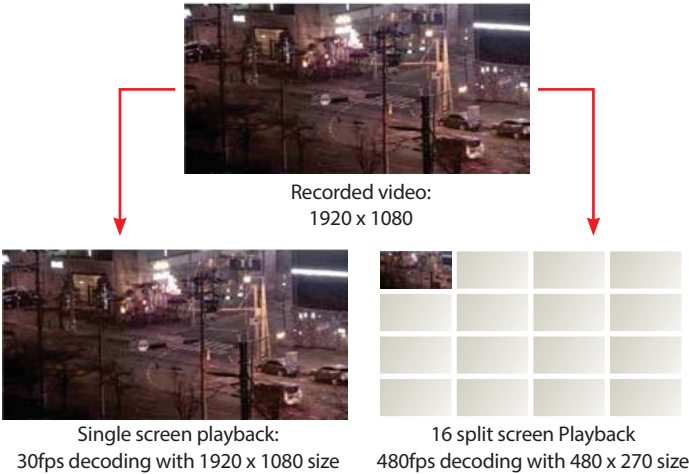 Recorded video:
1920 x 1080
Single screen playback:
30fps decoding with 1920 x 1080 size
16 split screen Playback
480fps decoding with 480 x 270 size